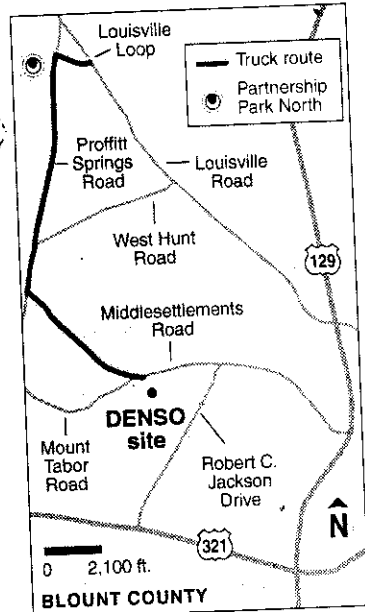 Louisville
Loop
Truck route
Partnership
Park North
Proffitt
Springs
Road
Louisville
Road
West Hunt
Road
129
Middlesettlements
Road
DENSO
site
Mount
Tabor
Road
Robert C.
Jackson
Drive
N
321
0 2,100 ft.
BLOUNT COUNTY